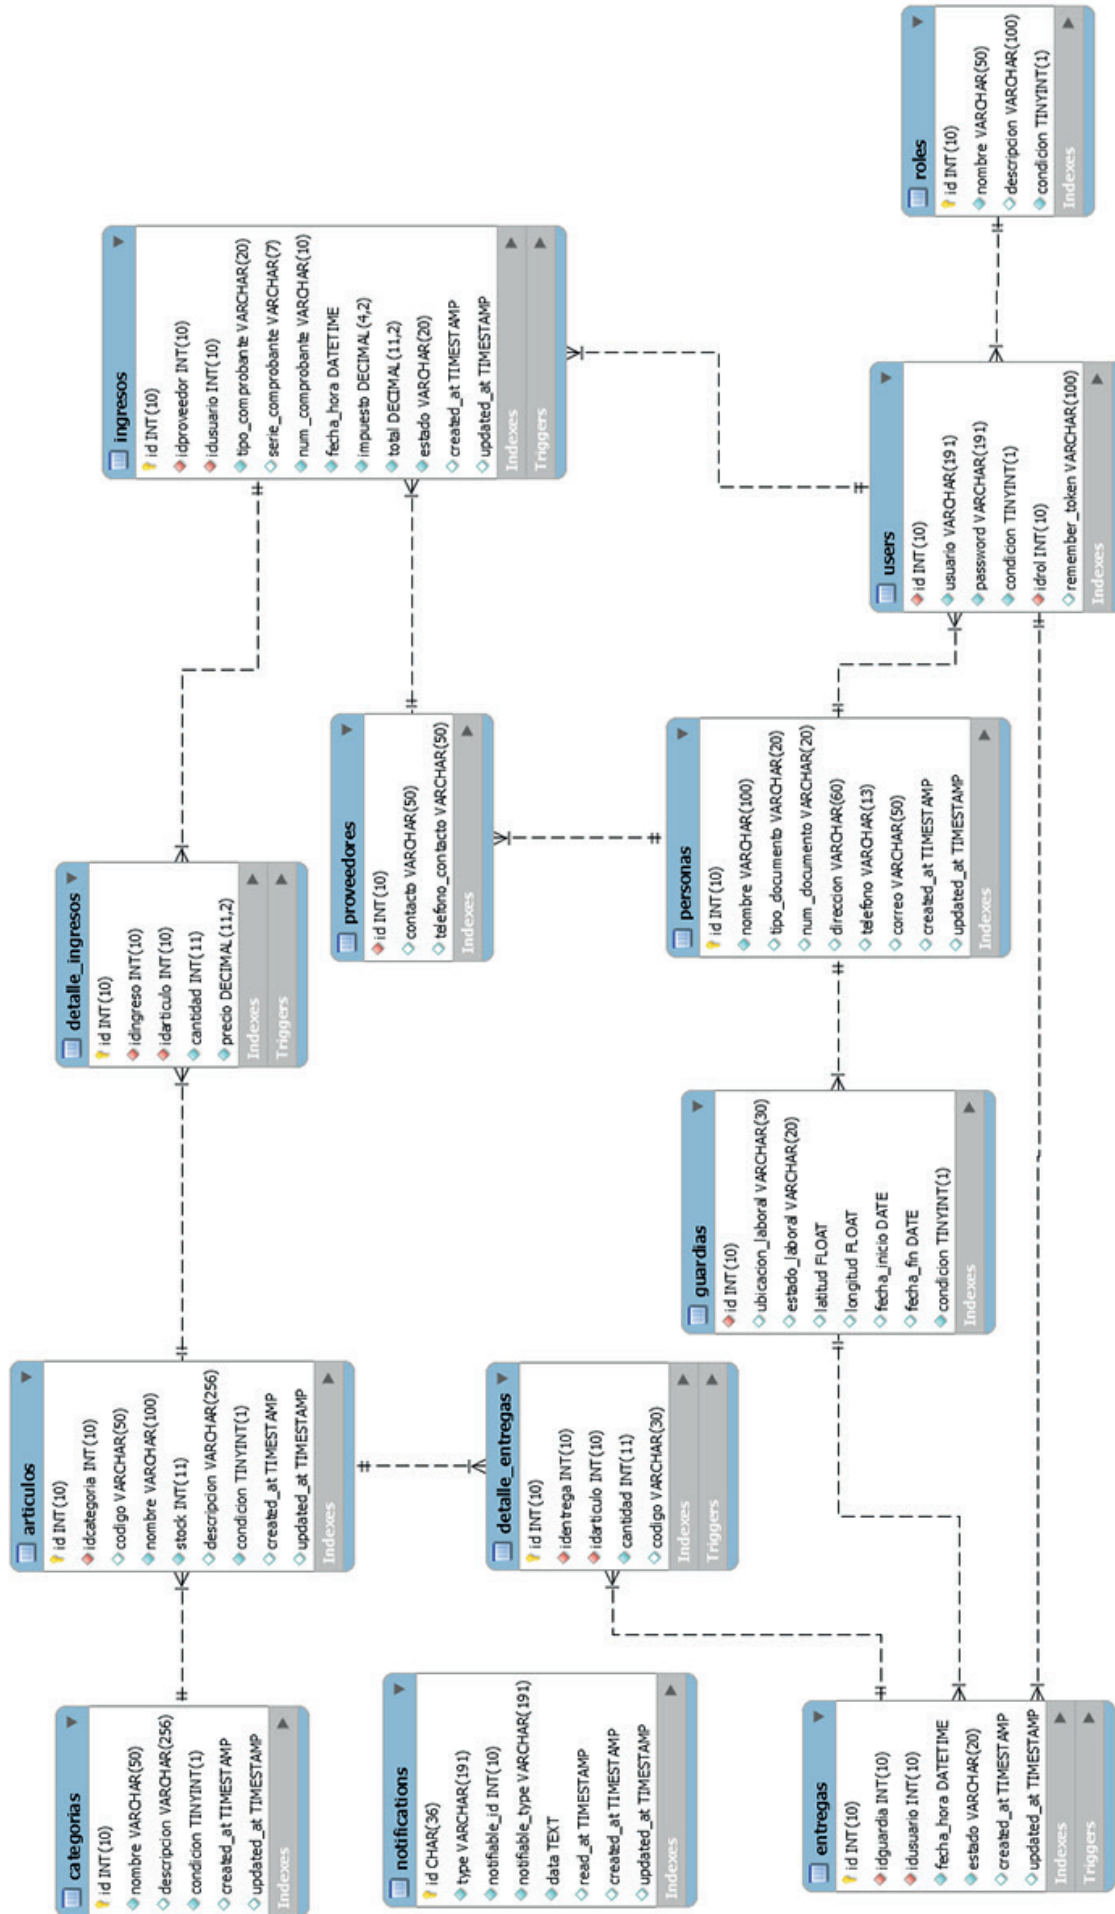 categorias
id INT(10)
nombre VARCHAR(50)
descripcion VARCHAR(256)
condicion TINYINT(1)
created_at TIMESTAMP
updated_at TIMESTAMP
Indexes
articulos
id INT(10)
idcategoria INT(10)
codigo VARCHAR(50)
nombre VARCHAR(100)
stock INT(11)
descripcion VARCHAR(256)
condicion TINYINT(1)
created_at TIMESTAMP
updated_at TIMESTAMP
Indexes
detalle_ingresos
id INT(10)
idingreso INT(10)
idarticulo INT(10)
cantidad INT(11)
precio DECIMAL(11,2)
Indexes
Triggers
ingresos
id INT(10)
idproveedor INT(10)
idusuario INT(10)
tipo_comprobante VARCHAR(20)
serie_comprobante VARCHAR(7)
num_comprobante VARCHAR(10)
fecha_hora DATETIME
impuesto DECIMAL(4,2)
total DECIMAL(11,2)
estado VARCHAR(20)
created_at TIMESTAMP
updated_at TIMESTAMP
Indexes
Triggers
notifications
id CHAR(36)
type VARCHAR(191)
notifiable_id INT(10)
notifiable_type VARCHAR(191)
data TEXT
read_at TIMESTAMP
created_at TIMESTAMP
updated_at TIMESTAMP
Indexes
detalle_entregas
id INT(10)
identrega INT(10)
idarticulo INT(10)
cantidad INT(11)
codigo VARCHAR(30)
Indexes
Triggers
proveedores
id INT(10)
contacto VARCHAR(50)
telefono_contacto VARCHAR(50)
Indexes
guardias
id INT(10)
ubicacion_laboral VARCHAR(30)
estado_laboral VARCHAR(20)
latitud FLOAT
longitud FLOAT
fecha_inicio DATE
fecha_fin DATE
condicion TINYINT(1)
Indexes
personas
id INT(10)
nombre VARCHAR(100)
tipo_documento VARCHAR(20)
num_documento VARCHAR(20)
direccion VARCHAR(60)
telefono VARCHAR(13)
correo VARCHAR(50)
created_at TIMESTAMP
updated_at TIMESTAMP
Indexes
entregas
id INT(10)
idguardia INT(10)
idusuario INT(10)
fecha_hora DATETIME
estado VARCHAR(20)
created_at TIMESTAMP
updated_at TIMESTAMP
Indexes
Triggers
users
id INT(10)
usuario VARCHAR(191)
password VARCHAR(191)
condicion TINYINT(1)
idrol INT(10)
remember_token VARCHAR(100)
Indexes
roles
id INT(10)
nombre VARCHAR(50)
descripcion VARCHAR(100)
condicion TINYINT(1)
Indexes